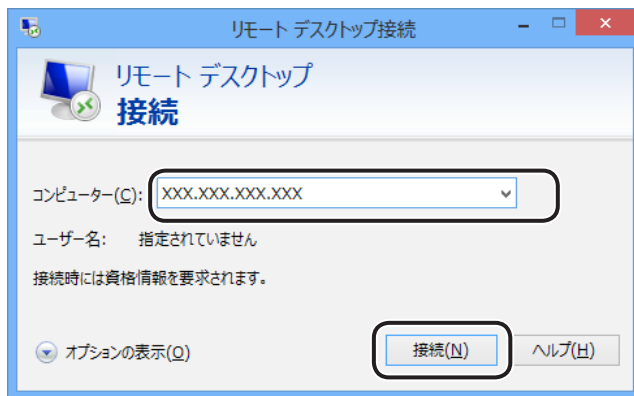 リモート デスクトップ接続
リモート デスクトップ
接続
コンピューター(C): XXX.XXX.XXX.XXX
ユーザー名: 指定されていません
接続時には資格情報を要求されます。
オプションの表示(O) 接続(N) ヘルプ(H)